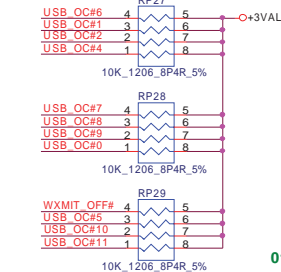 RP27
USB_OC#6 4 5 +3VAL
USB_OC#1 3 6
USB_OC#2 2 7
USB_OC#4 1 8
10K_1206_8P4R_5%
RP28
USB_OC#7 4 5
USB_OC#8 3 6
USB_OC#9 2 7
USB_OC#0 1 8
10K_1206_8P4R_5%
RP29
WXMIT_OFF# 4 5
USB_OC#5 3 6
USB_OC#10 2 7
USB_OC#11 1 8
10K_1206_8P4R_5%